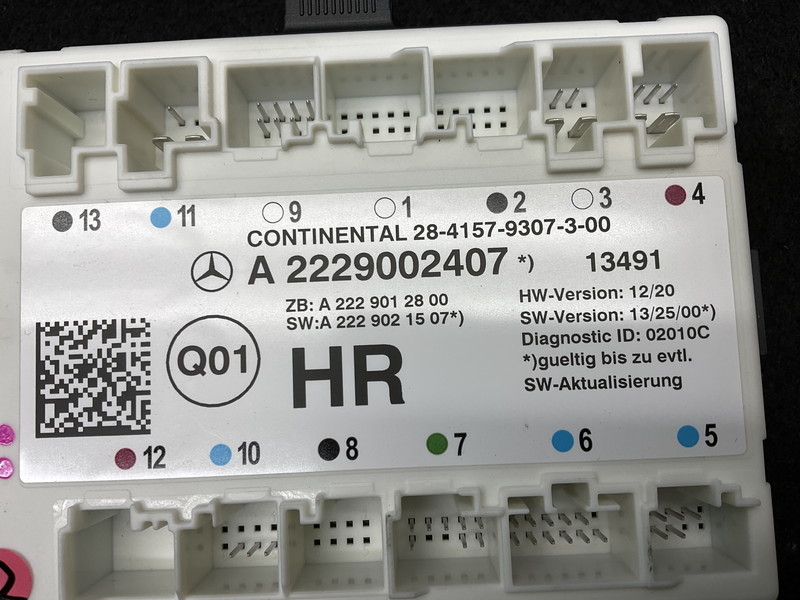 13 11 9 1 2 3 4
CONTINENTAL 28-4157-9307-3-00
A 2229002407 *) 13491
ZB: A 222 901 28 00
SW:A 222 902 15 07*)
HW-Version: 12/20
SW-Version: 13/25/00*)
Diagnostic ID: 02010C
*)gueltig bis zu evtl.
SW-Aktualisierung
Q01
HR
12 10 8 7 6 5